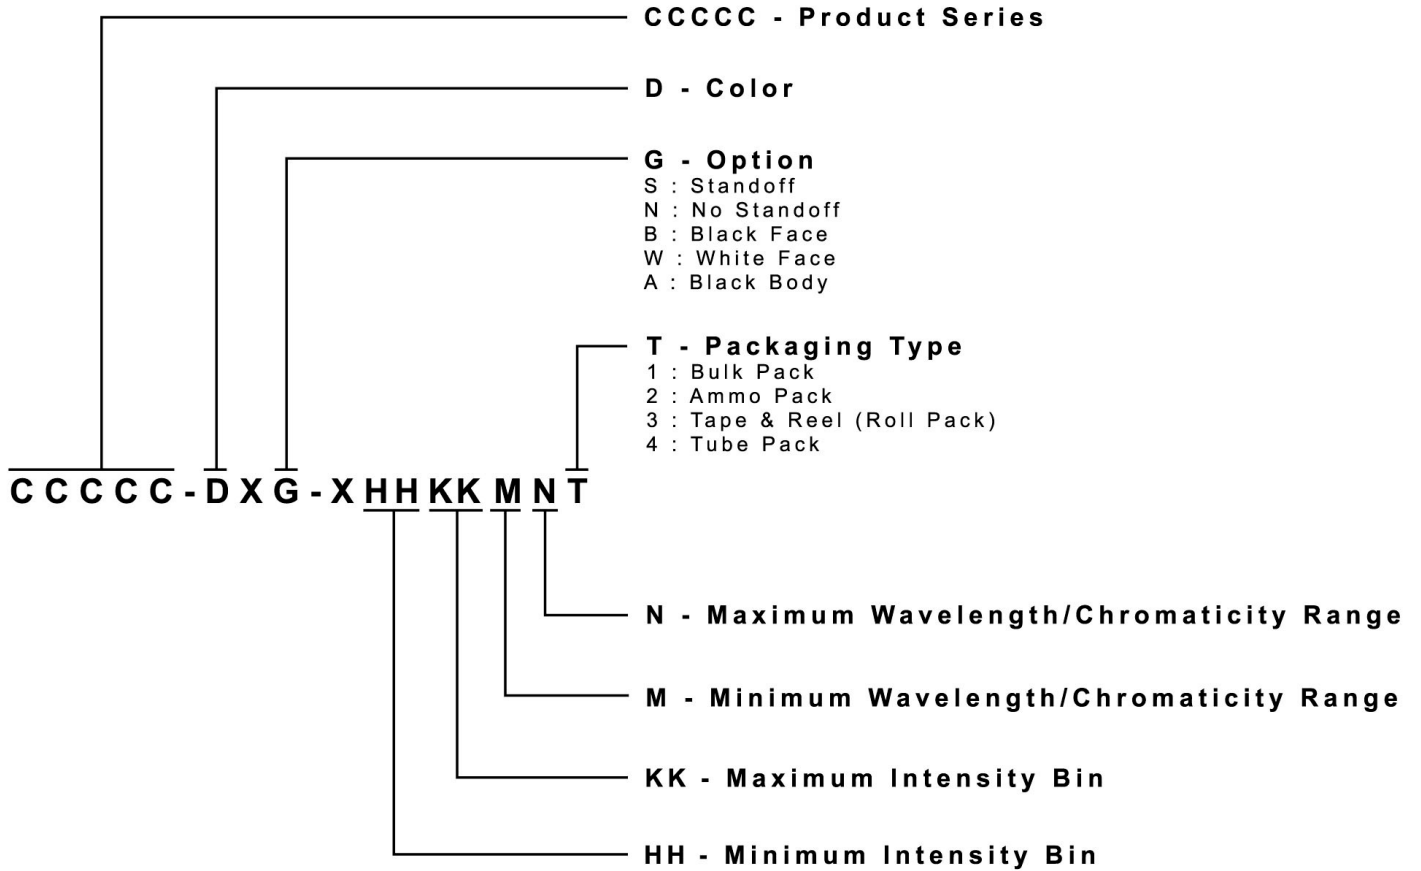 CCCCC - Product Series
D - Color
G - Option
S : Standoff
N : No Standoff
B : Black Face
W : White Face
A : Black Body
T - Packaging Type
1 : Bulk Pack
2 : Ammo Pack
3 : Tape & Reel (Roll Pack)
4 : Tube Pack
CCCCC-DXG-XHHKKMNT
N - Maximum Wavelength/Chromaticity Range
M - Minimum Wavelength/Chromaticity Range
KK - Maximum Intensity Bin
HH - Minimum Intensity Bin